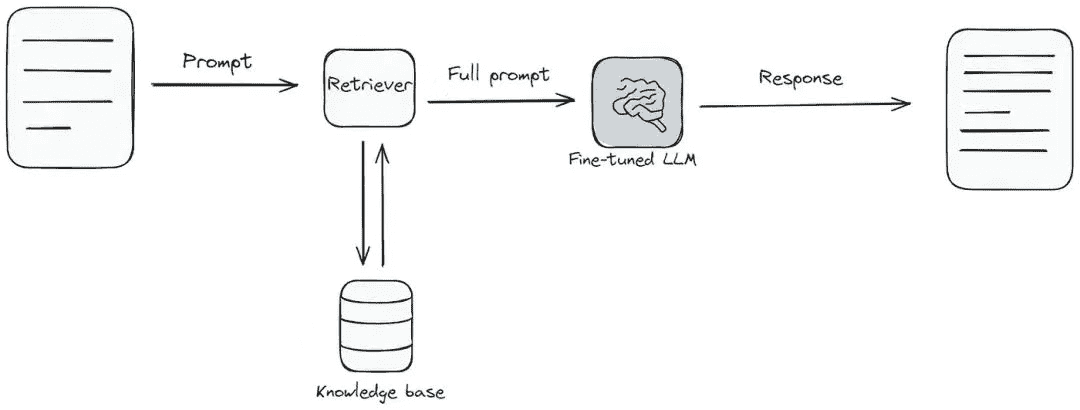 Prompt
Retriever
Full prompt
Fine-tuned LLM
Response
Knowledge base